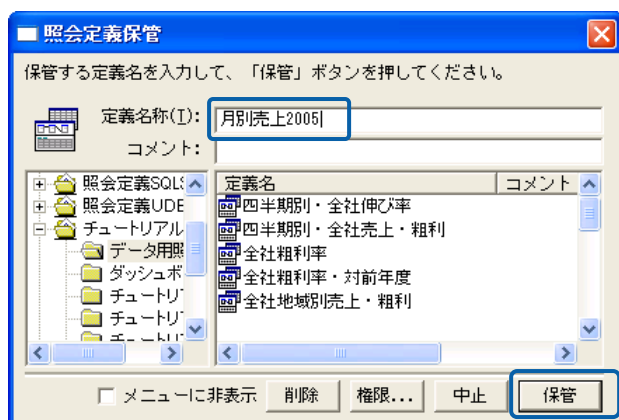 照会定義保管
保管する定義名を入力して、「保管」ボタンを押してください。
定義名称(I): 月別売上2005
コメント:
照会定義SQLS
照会定義UDE
チュートリアル
データ用照
ダッシュボ
チュートリ
チュートリ
定義名 コメント
四半期別・全社伸び率
四半期別・全社売上・粗利
全社粗利率
全社粗利率・対前年度
全社地域別売上・粗利
メニューに非表示 削除 権限... 中止 保管